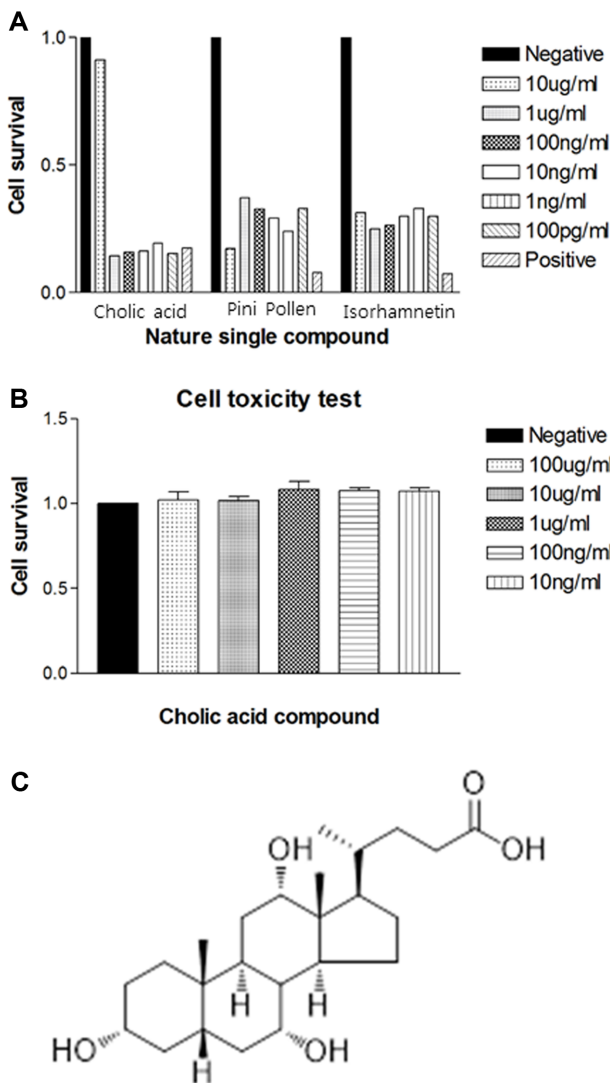 A
1.0
0.5
0.0
Cell survival
Cholic acid Pini Pollen Isorhamnetin
Nature single compound
Negative
10ug/ml
1ug/ml
100ng/ml
10ng/ml
1ng/ml
100pg/ml
Positive
B
Cell toxicity test
1.5
1.0
0.5
0.0
Cell survival
Cholic acid compound
Negative
100ug/ml
10ug/ml
1ug/ml
100ng/ml
10ng/ml
C
O
OH
OH
H
H
HO
OH
H